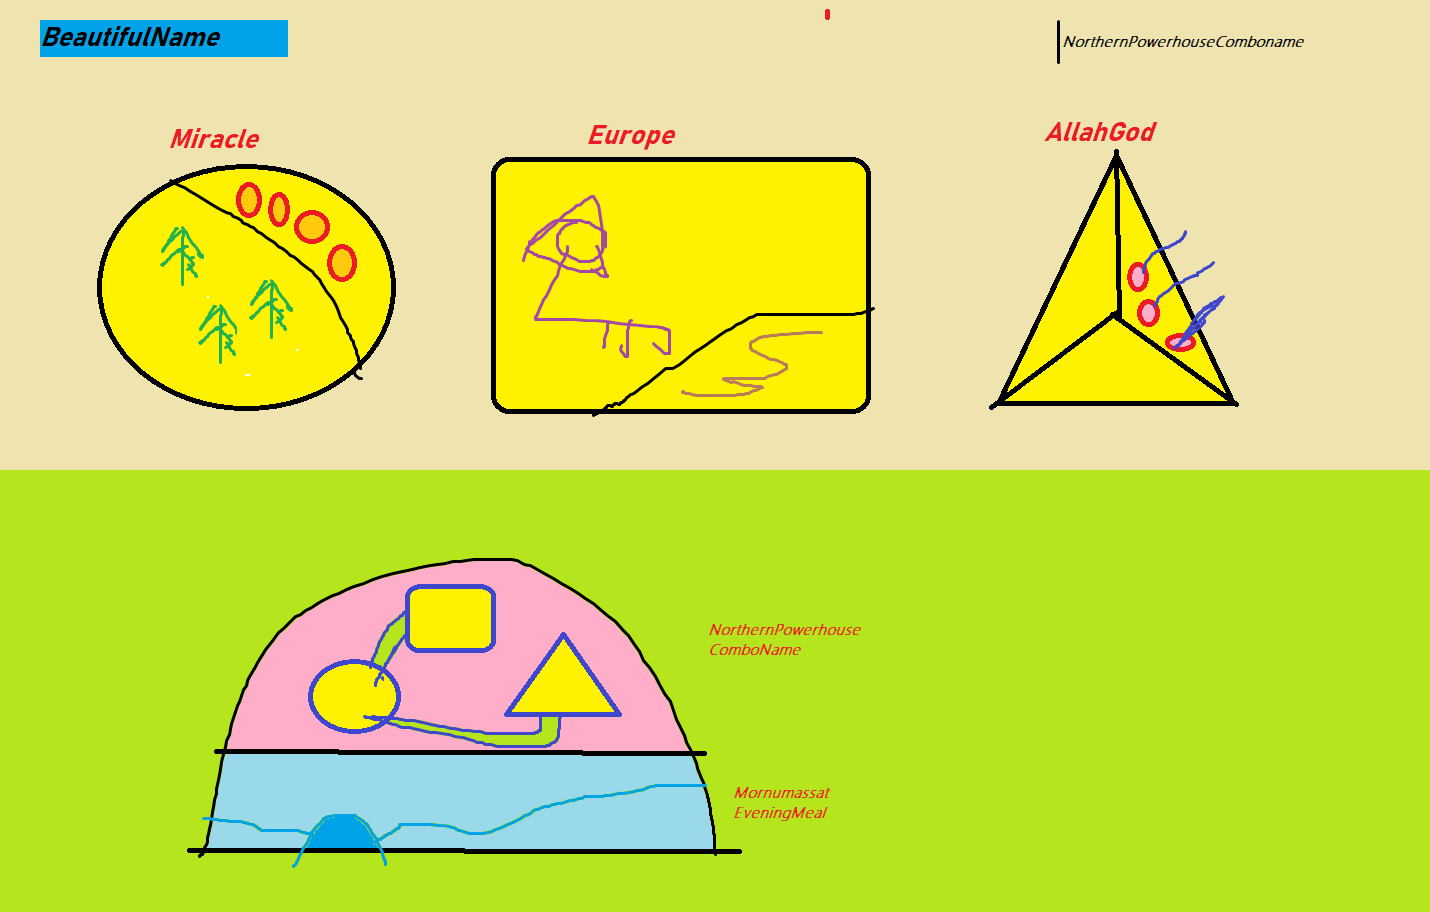 BeautifulName
NorthernPowerhouseComboname
Miracle
Europe
AllahGod
NorthernPowerhouse
ComboName
Mornumassat
EveningMeal